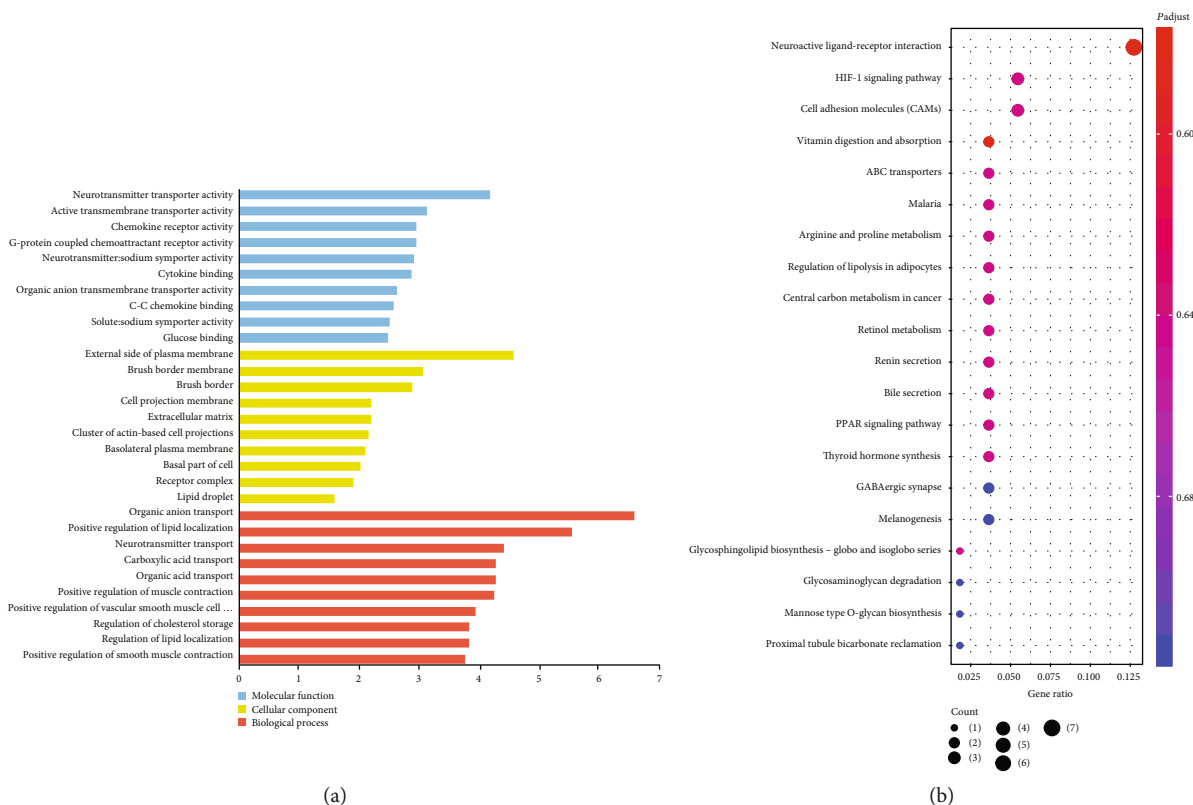 Neurotransmitter transporter activity
Active transmembrane transporter activity
Chemokine receptor activity
G-protein coupled chemoattractant receptor activity
Neurotransmitter:sodium symporter activity
Cytokine binding
Organic anion transmembrane transporter activity
C-C chemokine binding
Solute:sodium symporter activity
Glucose binding
External side of plasma membrane
Brush border membrane
Brush border
Cell projection membrane
Extracellular matrix
Cluster of actin-based cell projections
Basolateral plasma membrane
Basal part of cell
Receptor complex
Lipid droplet
Organic anion transport
Positive regulation of lipid localization
Neurotransmitter transport
Carboxylic acid transport
Organic acid transport
Positive regulation of muscle contraction
Positive regulation of vascular smooth muscle cell …
Regulation of cholesterol storage
Regulation of lipid localization
Positive regulation of smooth muscle contraction
0 1 2 3 4 5 6 7
Molecular function
Cellular component
Biological process
(a)
Neuroactive ligand-receptor interaction
HIF-1 signaling pathway
Cell adhesion molecules (CAMs)
Vitamin digestion and absorption
ABC transporters
Malaria
Arginine and proline metabolism
Regulation of lipolysis in adipocytes
Central carbon metabolism in cancer
Retinol metabolism
Renin secretion
Bile secretion
PPAR signaling pathway
Thyroid hormone synthesis
GABAergic synapse
Melanogenesis
Glycosphingolipid biosynthesis – globo and isoglobo series
Glycosaminoglycan degradation
Mannose type O-glycan biosynthesis
Proximal tubule bicarbonate reclamation
0.025 0.050 0.075 0.100 0.125
Gene ratio
Padjust
0.60
0.64
0.68
Count
(1) (4) (7)
(2) (5)
(3) (6)
(b)